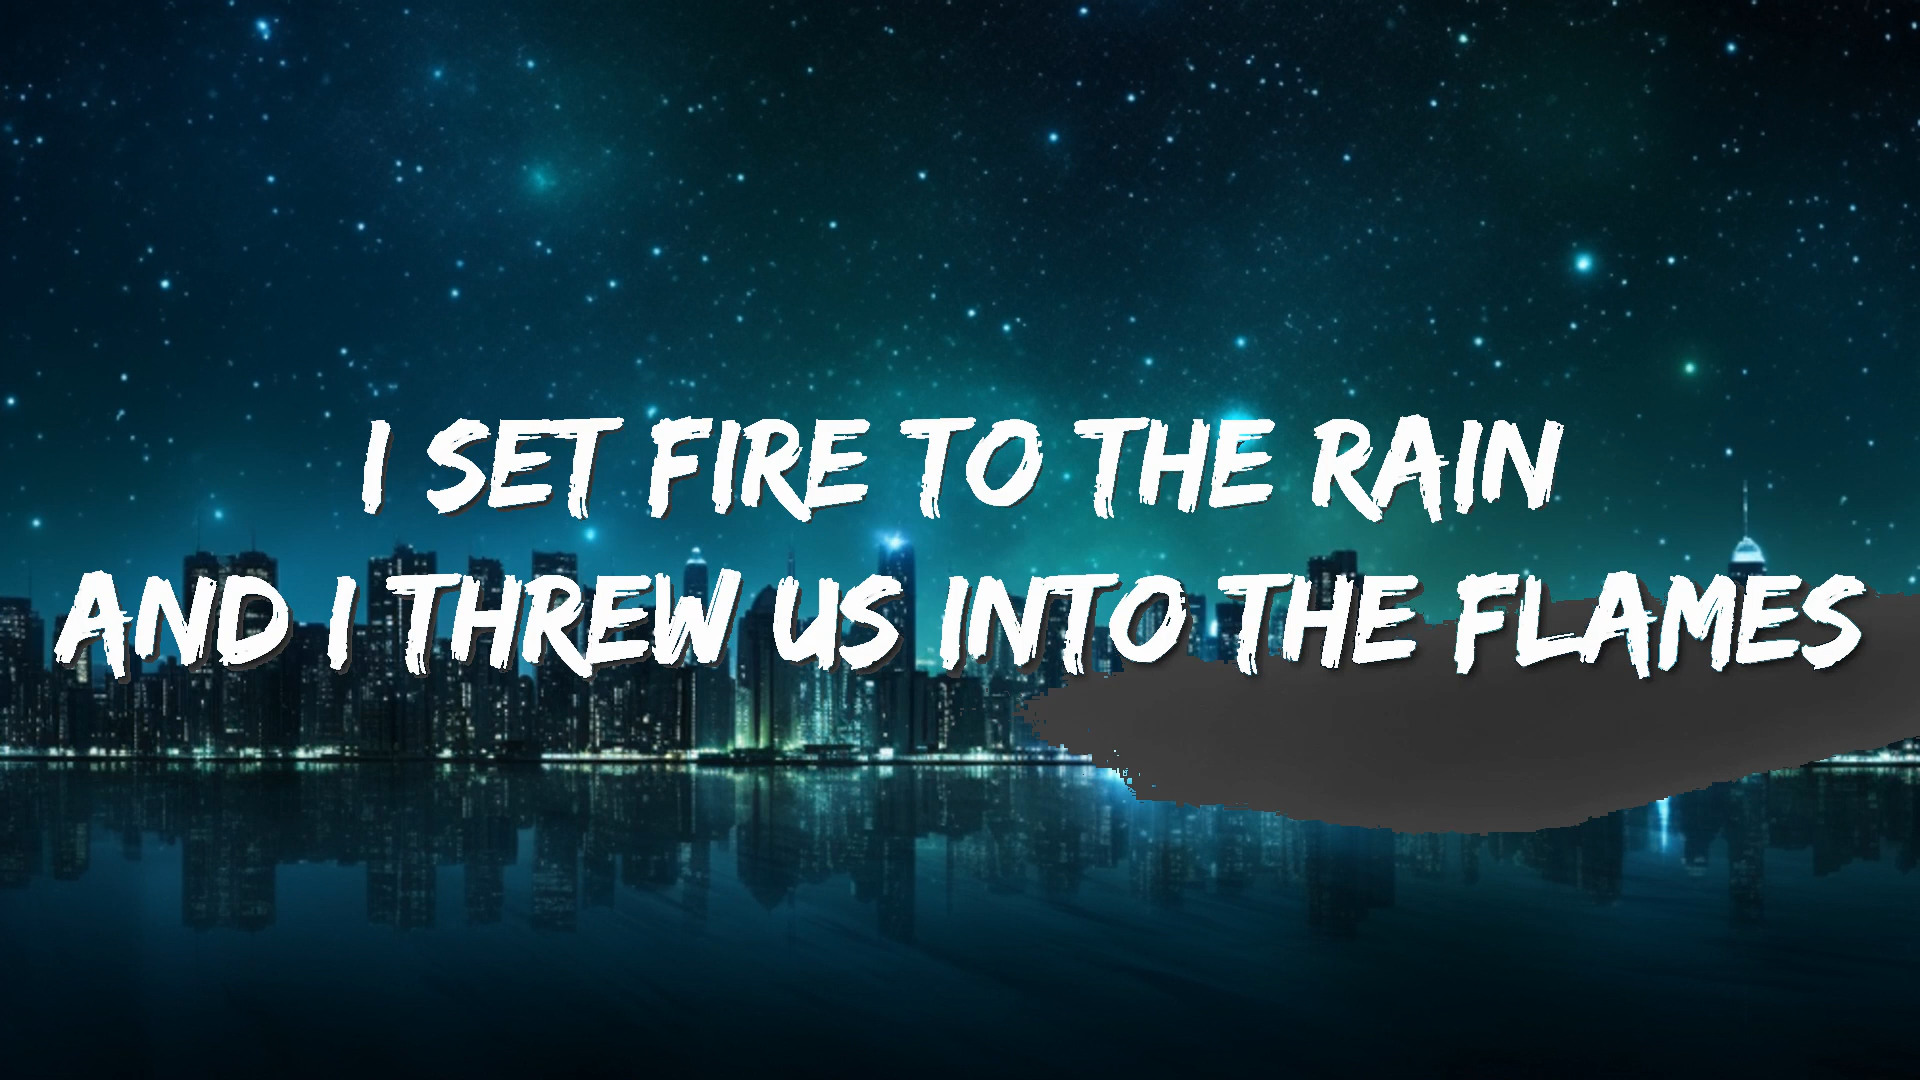 I SET FIRE TO THE RAIN
AND I THREW US INTO THE FLAMES